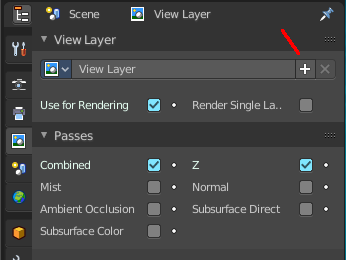 Scene View Layer
View Layer
View Layer
Use for Rendering Render Single La..
Passes
Combined Z
Mist Normal
Ambient Occlusion Subsurface Direct
Subsurface Color